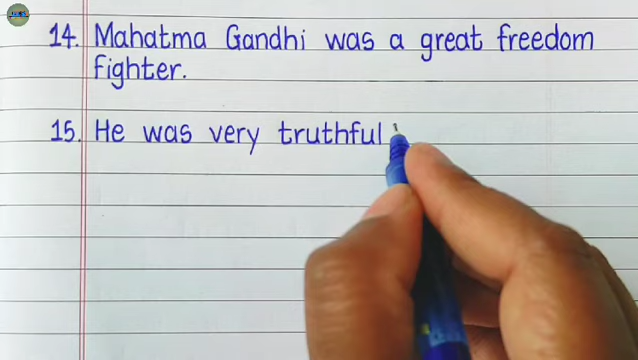 14. Mahatma Gandhi was a great freedom
fighter.
15. He was very truthful